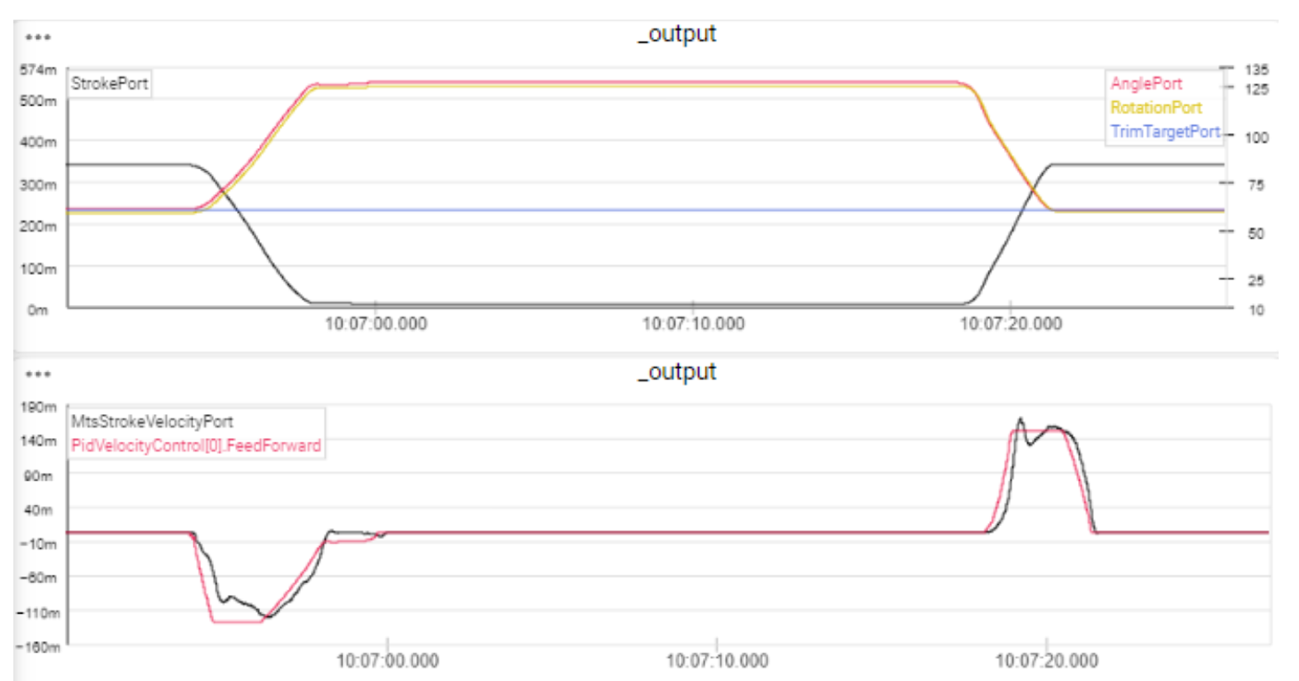 •••
_output
574m
500m
400m
300m
200m
100m
0m
StrokePort
AnglePort
RotationPort
TrimTargetPort
135
125
100
75
50
25
10
10:07:00.000
10:07:10.000
10:07:20.000
•••
_output
190m
140m
90m
40m
-10m
-60m
-110m
-160m
MtsStrokeVelocityPort
PidVelocityControl[0].FeedForward
10:07:00.000
10:07:10.000
10:07:20.000